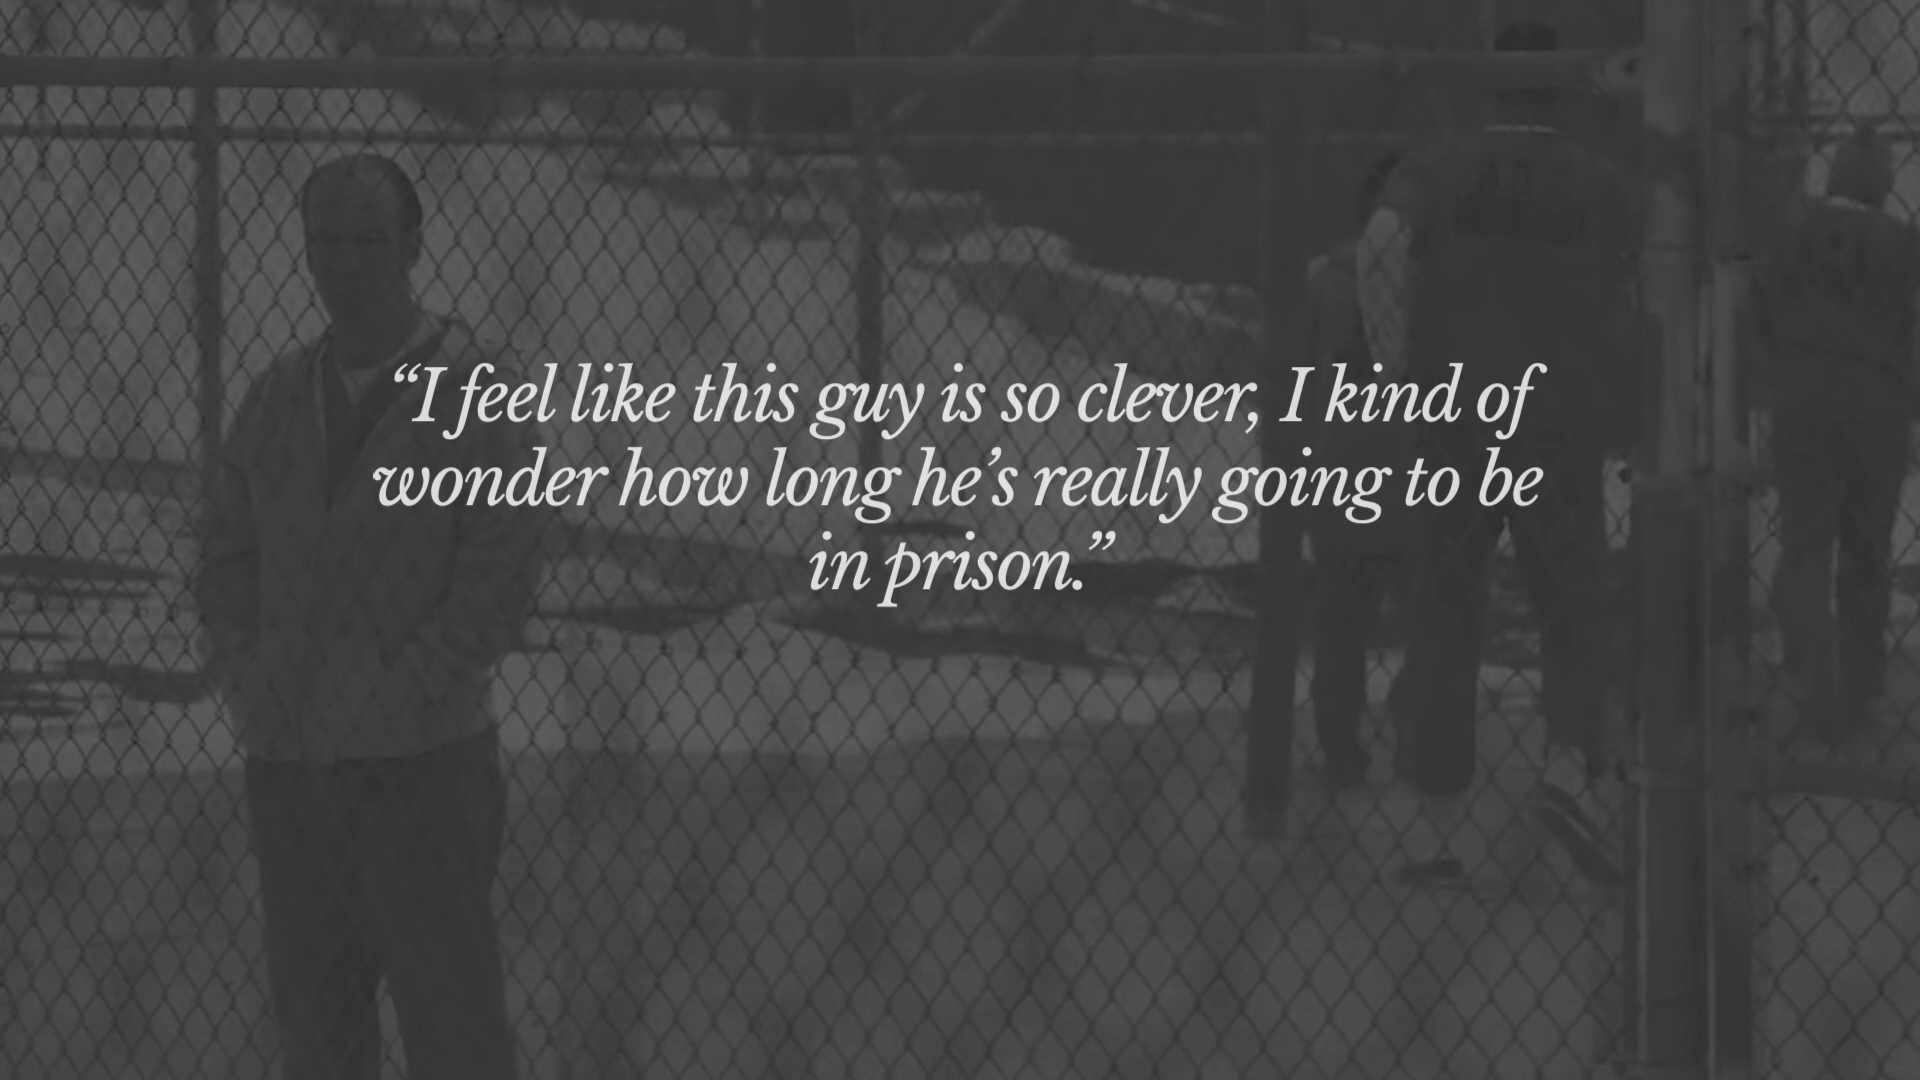 “I feel like this guy is so clever, I kind of
wonder how long he’s really going to be
in prison.”